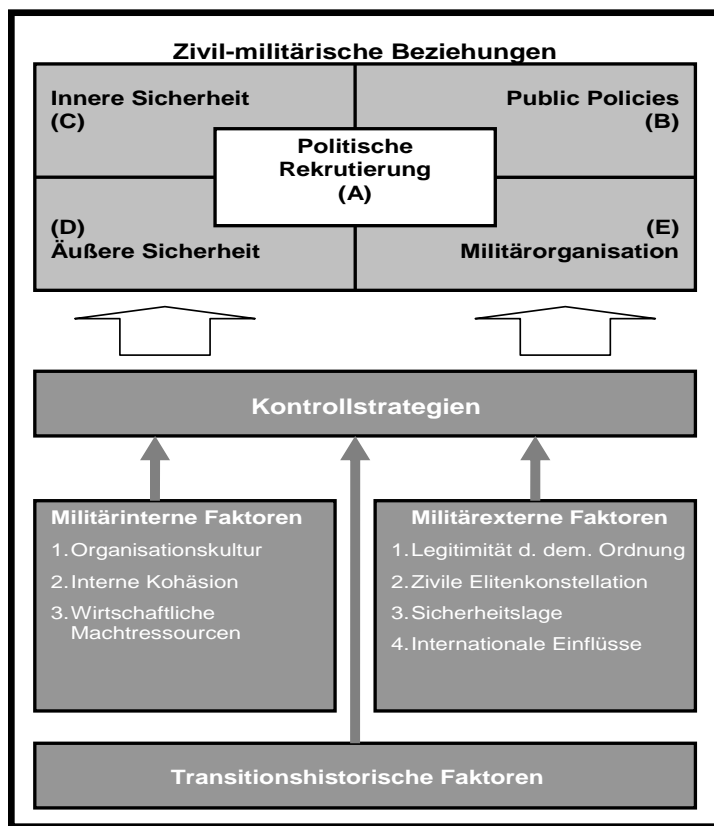 Zivil-militärische Beziehungen
Innere Sicherheit
(C)
Public Policies
(B)
Politische
Rekrutierung
(A)
(D)
Äußere Sicherheit
(E)
Militärorganisation
Kontrollstrategien
Militärinterne Faktoren
1.Organisationskultur
2.Interne Kohäsion
3.Wirtschaftliche
Machtressourcen
Militärexterne Faktoren
1.Legitimität d. dem. Ordnung
2.Zivile Elitenkonstellation
3.Sicherheitslage
4.Internationale Einflüsse
Transitionshistorische Faktoren